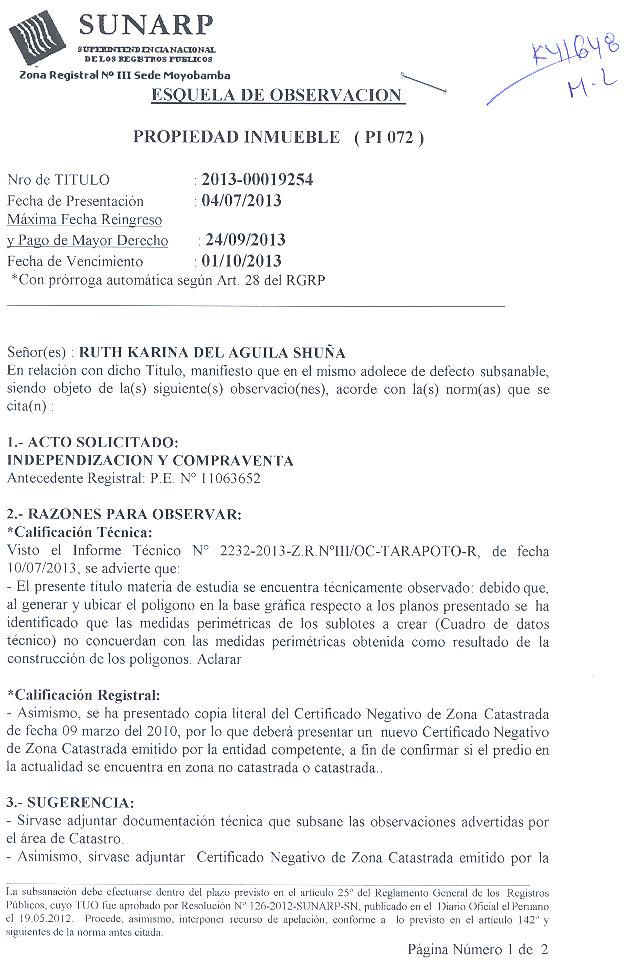 SUNARP
SUPERINTENDENCIA NACIONAL
DE LOS REGISTROS PUBLICOS
Zona Registral Nº III Sede Moyobamba
K41648
M-L
ESQUELA DE OBSERVACION
PROPIEDAD INMUEBLE ( PI 072 )
Nro de TITULO : 2013-00019254
Fecha de Presentación : 04/07/2013
Máxima Fecha Reingreso
y Pago de Mayor Derecho : 24/09/2013
Fecha de Vencimiento : 01/10/2013
*Con prórroga automática según Art. 28 del RGRP
Señor(es) : RUTH KARINA DEL AGUILA SHUÑA
En relación con dicho Titulo, manifiesto que en el mismo adolece de defecto subsanable,
siendo objeto de la(s) siguiente(s) observacio(nes), acorde con la(s) norm(as) que se
cita(n) :
1.- ACTO SOLICITADO:
INDEPENDIZACION Y COMPRAVENTA
Antecedente Registral: P.E. N° 11063652
2.- RAZONES PARA OBSERVAR:
*Calificación Técnica:
Visto el Informe Técnico N° 2232-2013-Z.R.NºIII/OC-TARAPOTO-R, de fecha
10/07/2013, se advierte que:
- El presente título materia de estudia se encuentra técnicamente observado: debido que,
al generar y ubicar el poligono en la base gráfica respecto a los planos presentado se ha
identificado que las medidas perimétricas de los sublotes a crear (Cuadro de datos
técnico) no concuerdan con las medidas perimétricas obtenida como resultado de la
construcción de los polígonos. Aclarar
*Calificación Registral:
- Asimismo, se ha presentado copia literal del Certificado Negativo de Zona Catastrada
de fecha 09 marzo del 2010, por lo que deberá presentar un nuevo Certificado Negativo
de Zona Catastrada emitido por la entidad competente, a fin de confirmar si el predio en
la actualidad se encuentra en zona no catastrada o catastrada..
3.- SUGERENCIA:
- Sírvase adjuntar documentación técnica que subsane las observaciones advertidas por
el área de Catastro.
- Asimismo, sírvase adjuntar Certificado Negativo de Zona Catastrada emitido por la
La subsanación debe efectuarse dentro del plazo previsto en el artículo 25° del Reglamento General de los Registros
Públicos, cuyo TUO fue aprobado por Resolución N° 126-2012-SUNARP-SN, publicado en el Diario Oficial el Peruano
el 19.05.2012. Procede, asimismo, interponer recurso de apelación, conforme a lo previsto en el artículo 142° y
siguientes de la norma antes citada.
Página Número 1 de 2